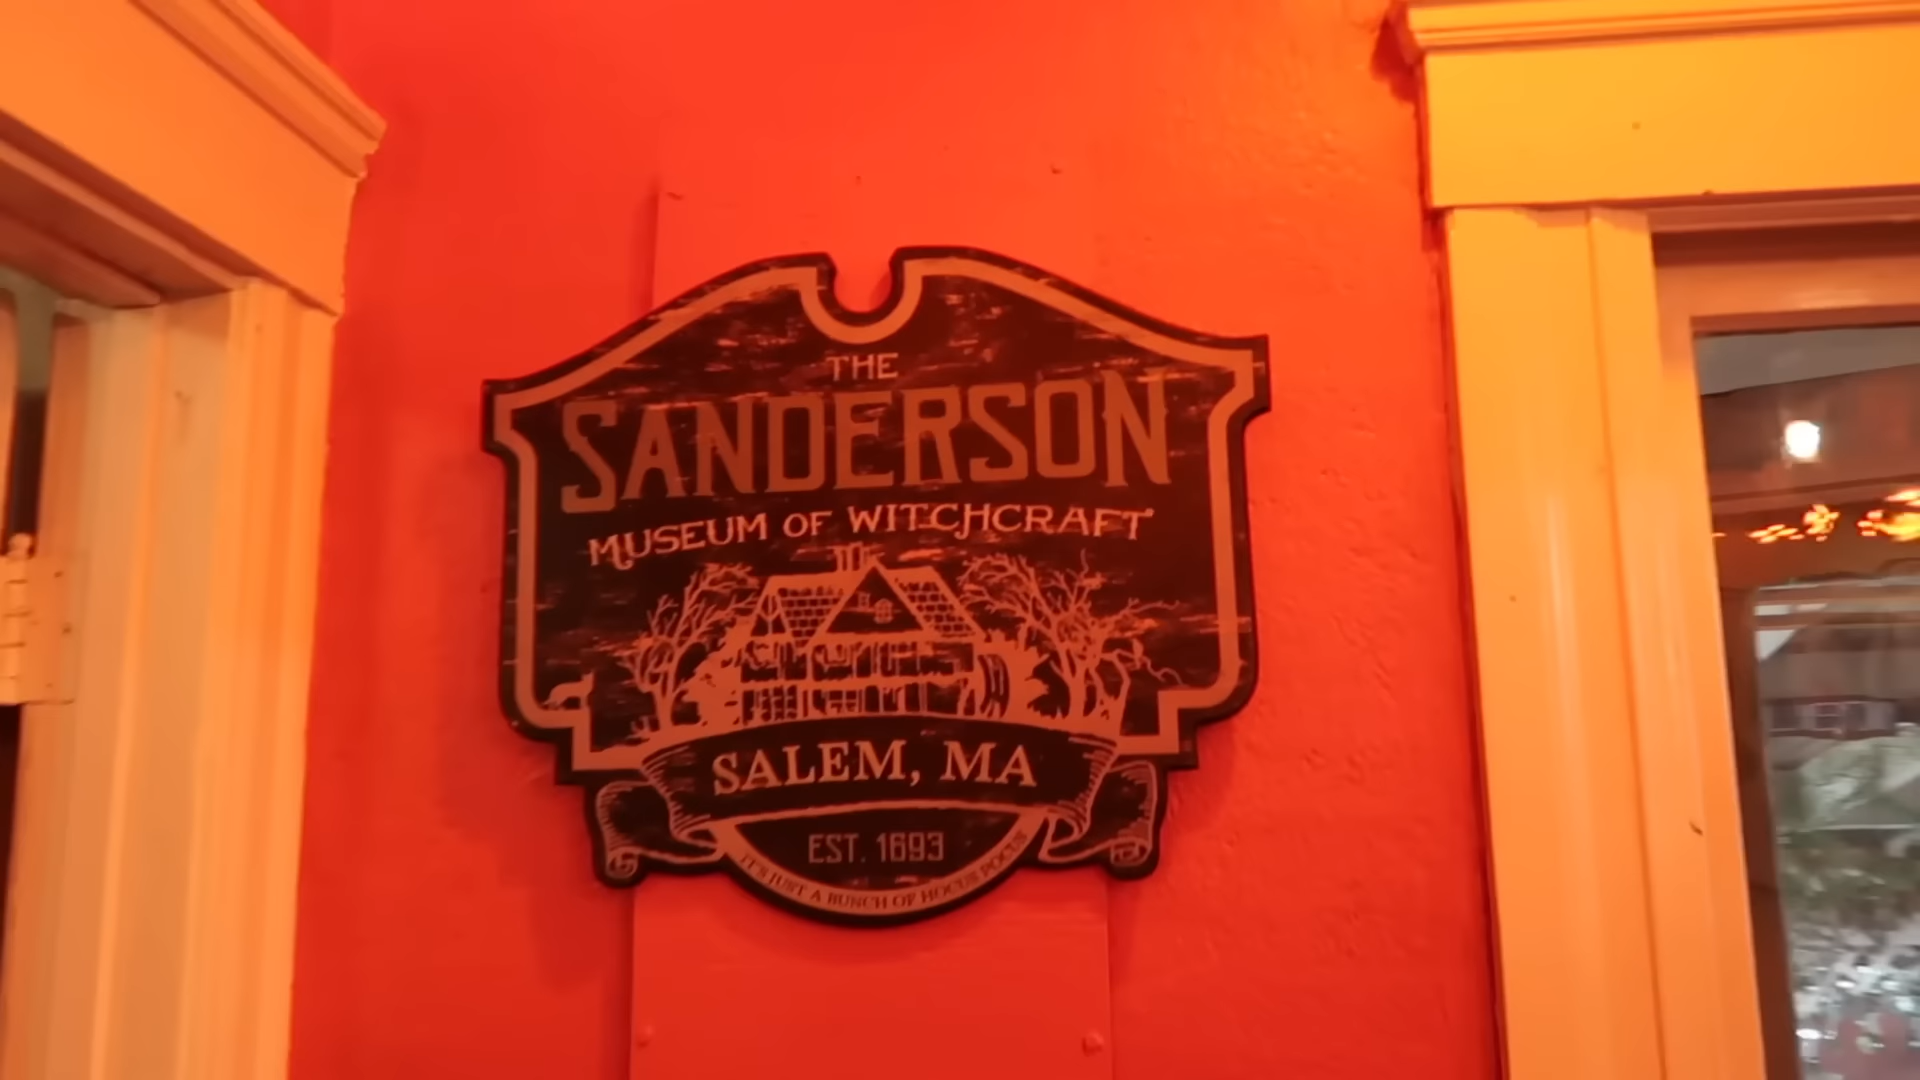 THE
SANDERSON
MUSEUM OF WITCHCRAFT
SALEM, MA
EST. 1693
IT'S JUST A BUNCH OF HOCUS POCUS